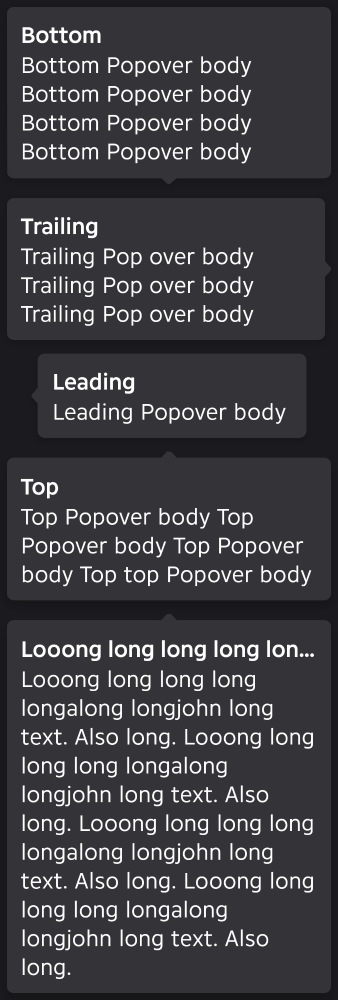 Bottom
Bottom Popover body
Bottom Popover body
Bottom Popover body
Bottom Popover body
Trailing
Trailing Pop over body
Trailing Pop over body
Trailing Pop over body
Leading
Leading Popover body
Top
Top Popover body Top
Popover body Top Popover
body Top top Popover body
Looong long long long lon...
Looong long long long
longalong longjohn long
text. Also long. Looong long
long long longalong
longjohn long text. Also
long. Looong long long long
longalong longjohn long
text. Also long. Looong long
long long longalong
longjohn long text. Also
long.